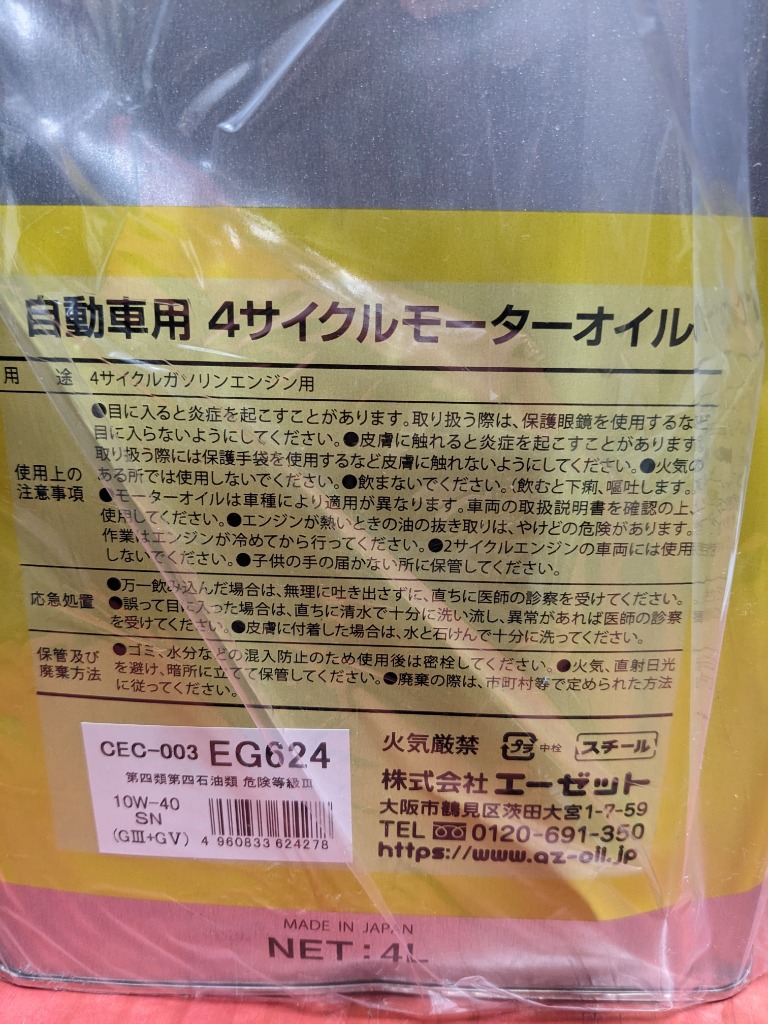 自動車用 4サイクルモーターオイル
用 途 4サイクルガソリンエンジン用
使用上の
注意事項
●目に入ると炎症を起こすことがあります。取り扱う際は、保護眼鏡を使用するなど
目に入らないようにしてください。●皮膚に触れると炎症を起こすことがあります。
取り扱う際には保護手袋を使用するなど皮膚に触れないようにしてください。●火気の
ある所では使用しないでください。●飲まないでください。(飲むと下痢、嘔吐します。)
●モーターオイルは車種により適用が異なります。車両の取扱説明書を確認の上、
使用してください。●エンジンが熱いときの油の抜き取りは、やけどの危険があります。
作業はエンジンが冷めてから行ってください。●2サイクルエンジンの車両には使用
しないでください。●子供の手の届かない所に保管してください。
応急処置
●万一飲み込んだ場合は、無理に吐き出さずに、直ちに医師の診察を受けてください。
●誤って目に入った場合は、直ちに清水で十分に洗い流し、異常があれば医師の診察
を受けてください。●皮膚に付着した場合は、水と石けんで十分に洗ってください。
保管及び
廃棄方法
●ゴミ、水分などの混入防止のため使用後は密栓してください。●火気、直射日光
を避け、暗所に立てて保管してください。●廃棄の際は、市町村等で定められた方法
に従ってください。
CEC-003 EG624
第四類第四石油類 危険等級Ⅲ
10W-40
SN
(GⅢ+GⅤ)
4 960833 624278
火気厳禁 プラ 中栓 スチール
株式会社 エーゼット
大阪市鶴見区茨田大宮1-7-59
TEL 0120-691-350
https://www.az-oil.jp
MADE IN JAPAN
NET:4L